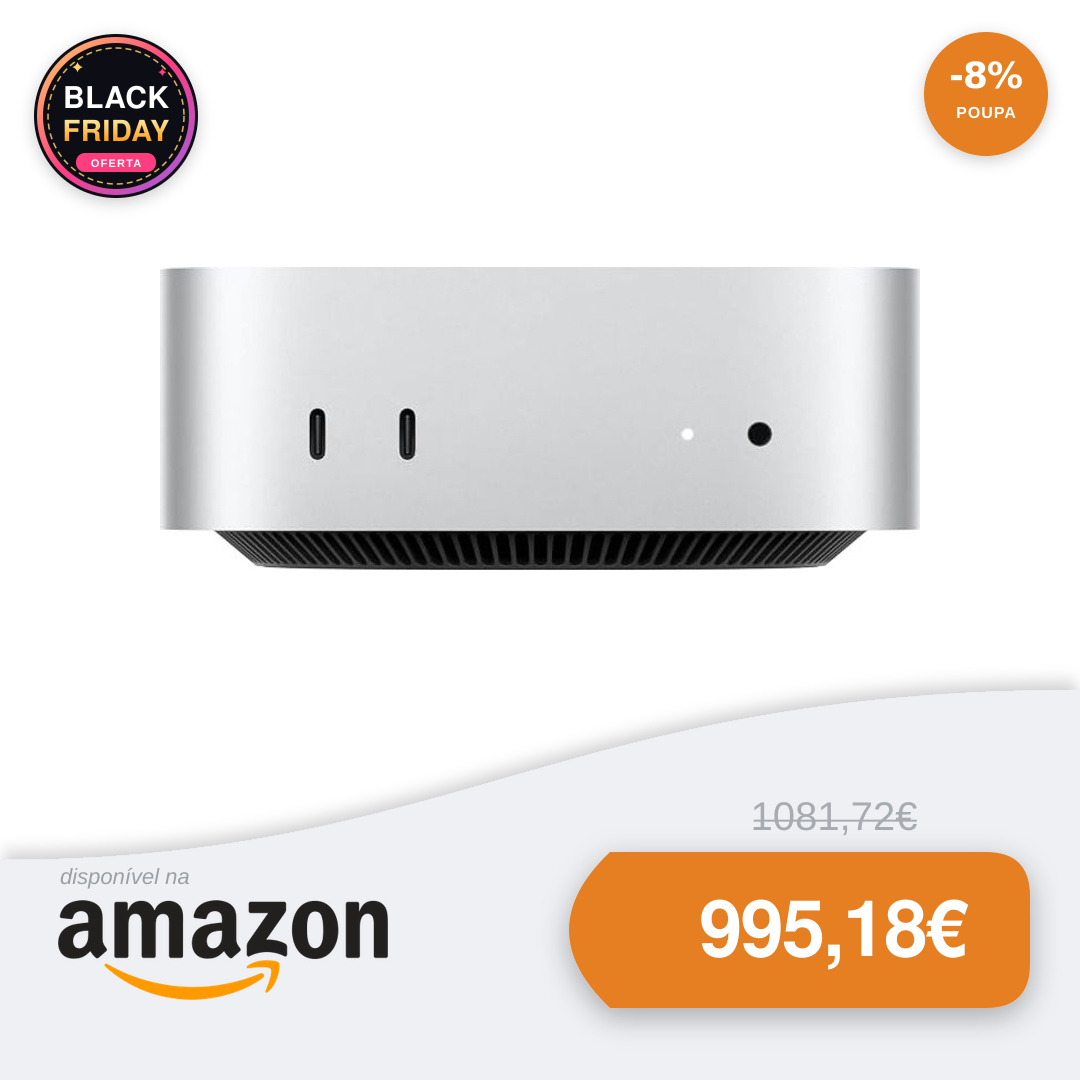 BLACK
FRIDAY
OFERTA
-8%
POUPA
1081,72€
disponível na
amazon
995,18€